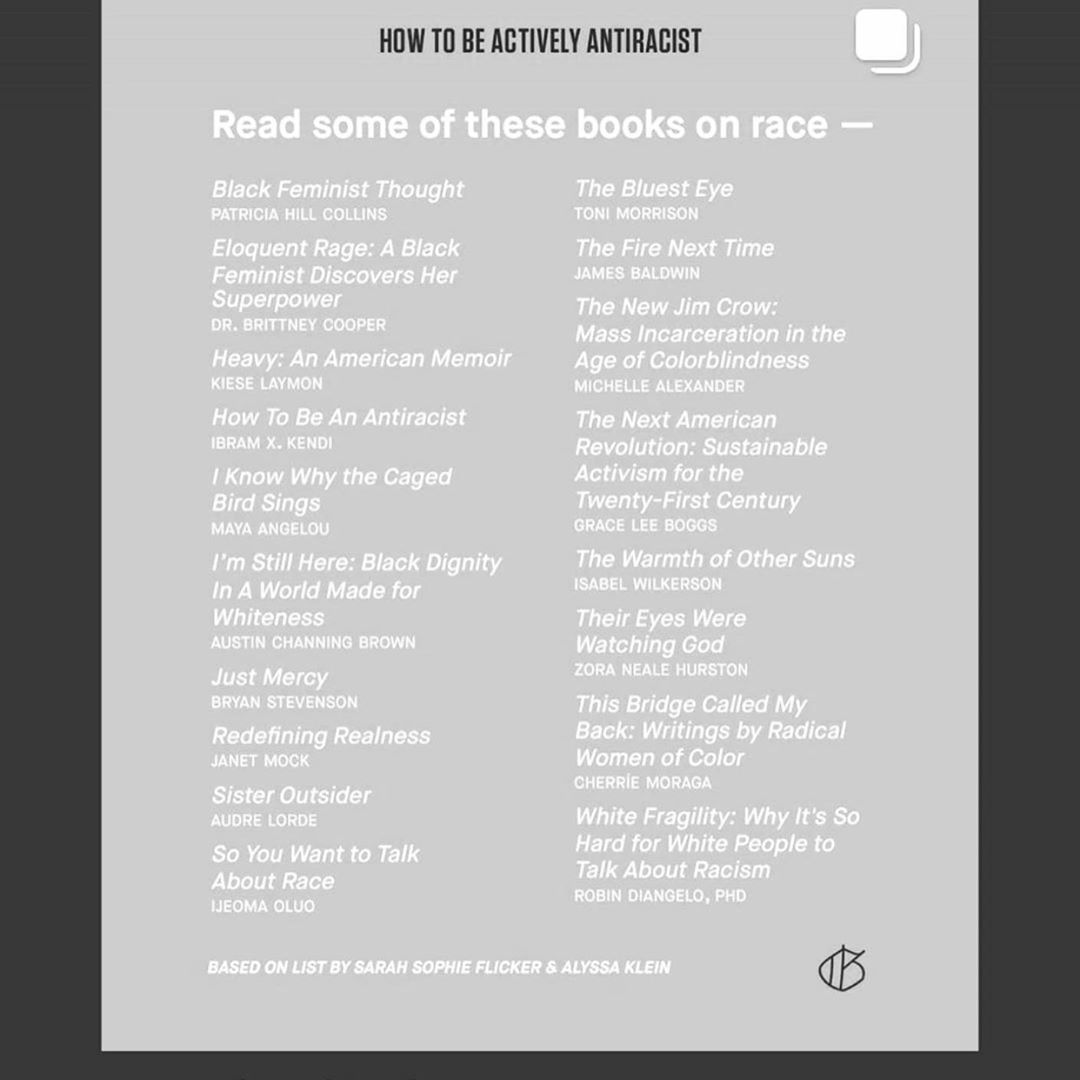 HOW TO BE ACTIVELY ANTIRACIST
Read some of these books on race —
Black Feminist Thought
PATRICIA HILL COLLINS
Eloquent Rage: A Black
Feminist Discovers Her
Superpower
DR. BRITTNEY COOPER
Heavy: An American Memoir
KIESE LAYMON
How To Be An Antiracist
IBRAM X. KENDI
I Know Why the Caged
Bird Sings
MAYA ANGELOU
I'm Still Here: Black Dignity
In A World Made for
Whiteness
AUSTIN CHANNING BROWN
Just Mercy
BRYAN STEVENSON
Redefining Realness
JANET MOCK
Sister Outsider
AUDRE LORDE
So You Want to Talk
About Race
IJEOMA OLUO
The Bluest Eye
TONI MORRISON
The Fire Next Time
JAMES BALDWIN
The New Jim Crow:
Mass Incarceration in the
Age of Colorblindness
MICHELLE ALEXANDER
The Next American
Revolution: Sustainable
Activism for the
Twenty-First Century
GRACE LEE BOGGS
The Warmth of Other Suns
ISABEL WILKERSON
Their Eyes Were
Watching God
ZORA NEALE HURSTON
This Bridge Called My
Back: Writings by Radical
Women of Color
CHERRÍE MORAGA
White Fragility: Why It's So
Hard for White People to
Talk About Racism
ROBIN DIANGELO, PHD
BASED ON LIST BY SARAH SOPHIE FLICKER & ALYSSA KLEIN